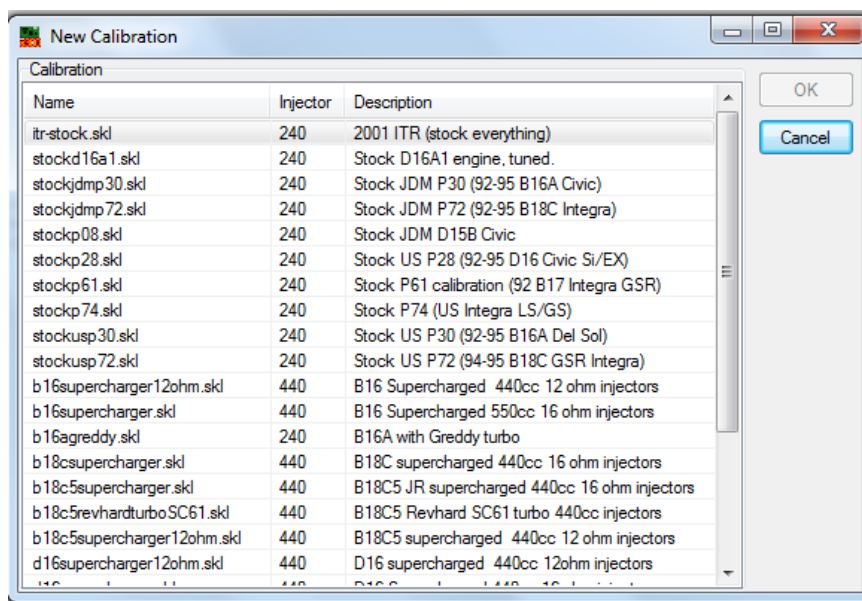 New Calibration
Calibration
Name Injector Description
OK
itr-stock.skl 240 2001 ITR (stock everything)
Cancel
stockd16a1.skl 240 Stock D16A1 engine, tuned.
stockjdmp30.skl 240 Stock JDM P30 (92-95 B16A Civic)
stockjdmp72.skl 240 Stock JDM P72 (92-95 B18C Integra)
stockp08.skl 240 Stock JDM D15B Civic
stockp28.skl 240 Stock US P28 (92-95 D16 Civic Si/EX)
stockp61.skl 240 Stock P61 calibration (92 B17 Integra GSR)
stockp74.skl 240 Stock P74 (US Integra LS/GS)
stockusp30.skl 240 Stock US P30 (92-95 B16A Del Sol)
stockusp72.skl 240 Stock US P72 (94-95 B18C GSR Integra)
b16supercharger12ohm.skl 440 B16 Supercharged 440cc 12 ohm injectors
b16supercharger.skl 440 B16 Supercharged 550cc 16 ohm injectors
b16agreddy.skl 240 B16A with Greddy turbo
b18csupercharger.skl 440 B18C supercharged 440cc 16 ohm injectors
b18c5supercharger.skl 440 B18C5 JR supercharged 440cc 16 ohm injectors
b18c5revhardturboSC61.skl 440 B18C5 Revhard SC61 turbo 440cc injectors
b18c5supercharger12ohm.skl 440 B18C5 supercharged 440cc 12 ohm injectors
d16supercharger12ohm.skl 440 D16 supercharged 440cc 12ohm injectors